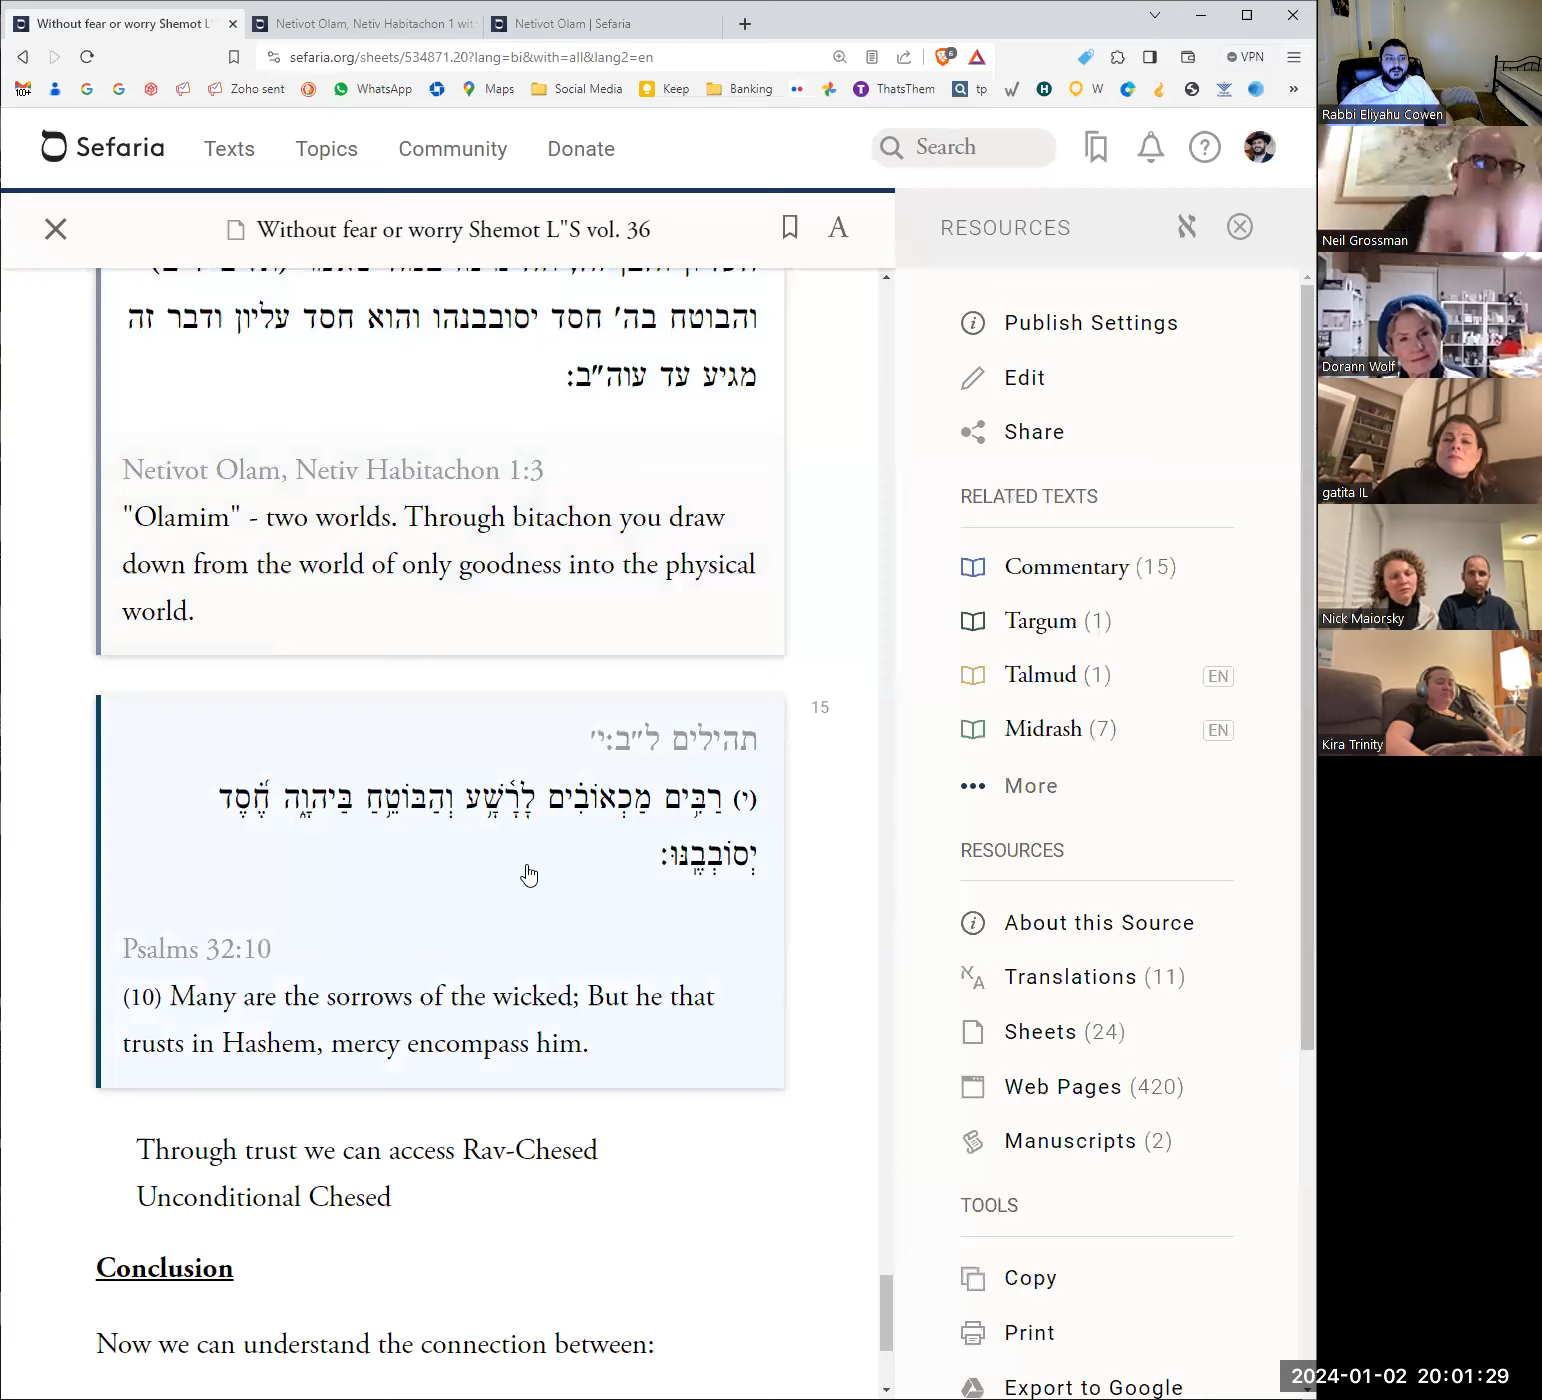 Without fear or worry Shemot L"
Netivot Olam, Netiv Habitachon 1 wit
Netivot Olam | Sefaria
sefaria.org/sheets/534871.20?lang=bi&with=all&lang2=en
6
VPN
100+
Zoho sent
WhatsApp
Maps
Social Media
Keep
Banking
ThatsThem
tp
W
»
Sefaria
Texts
Topics
Community
Donate
Search
Without fear or worry Shemot L"S vol. 36
A
RESOURCES
א
והבוטח בה' חסד יסובבנהו והוא חסד עליון ודבר זה
מגיע עד עוה"ב:
Netivot Olam, Netiv Habitachon 1:3
"Olamim" - two worlds. Through bitachon you draw
down from the world of only goodness into the physical
world.
15
תהילים ל״ב:י׳
(י) רַבִּ֥ים מַכְאוֹבִ֗ים לָרָ֫שָׁ֥ע וְהַבּוֹטֵ֥חַ בַּיהוָ֑ה חֶ֝֗סֶד
יְסוֹבְבֶֽנּוּ׃
Psalms 32:10
(10) Many are the sorrows of the wicked; But he that
trusts in Hashem, mercy encompass him.
Through trust we can access Rav-Chesed
Unconditional Chesed
Conclusion
Now we can understand the connection between:
Publish Settings
Edit
Share
RELATED TEXTS
Commentary (15)
Targum (1)
Talmud (1) EN
Midrash (7) EN
More
RESOURCES
About this Source
Translations (11)
Sheets (24)
Web Pages (420)
Manuscripts (2)
TOOLS
Copy
Print
Export to Google
Rabbi Eliyahu Cowen
Neil Grossman
Dorann Wolf
gatita IL
Nick Maiorsky
Kira Trinity
2024-01-02 20:01:29